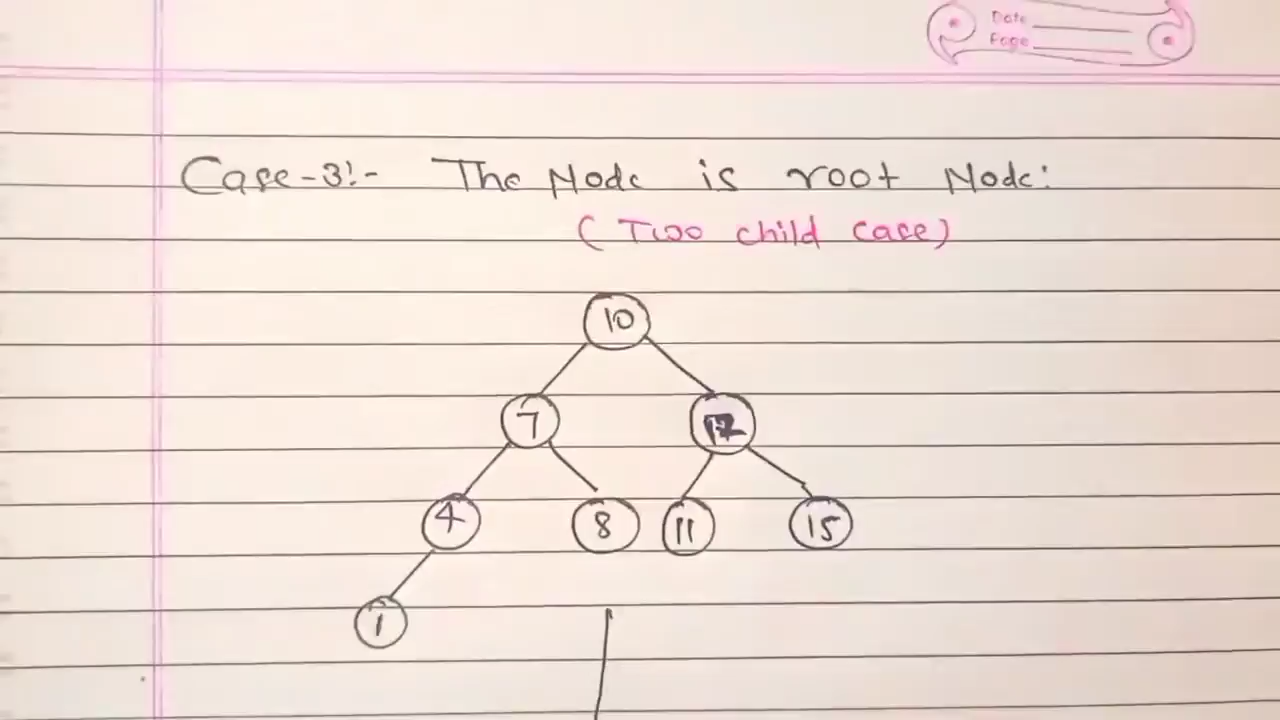 Date
Page
Case-3:- The Node is root Node:
(Two child case)
10
7 12
4 8 11 15
1